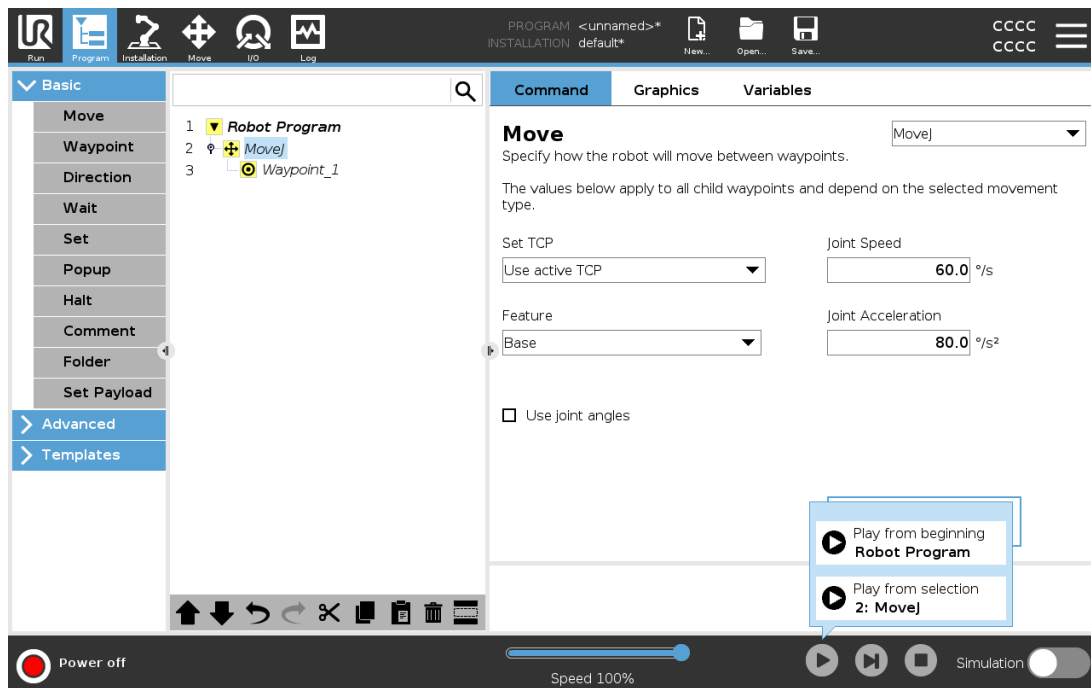 UR
Run
Program
Installation
Move
I/O
Log
PROGRAM <unnamed>*
INSTALLATION default*
New...
Open...
Save...
CCCC
CCCC
Basic
Move
Waypoint
Direction
Wait
Set
Popup
Halt
Comment
Folder
Set Payload
Advanced
Templates
1 Robot Program
2 MoveJ
3 Waypoint_1
Command Graphics Variables
Move
MoveJ
Specify how the robot will move between waypoints.
The values below apply to all child waypoints and depend on the selected movement
type.
Set TCP
Use active TCP
Joint Speed
60.0 °/s
Feature
Base
Joint Acceleration
80.0 °/s²
Use joint angles
Play from beginning
Robot Program
Play from selection
2: MoveJ
Power off
Speed 100%
Simulation